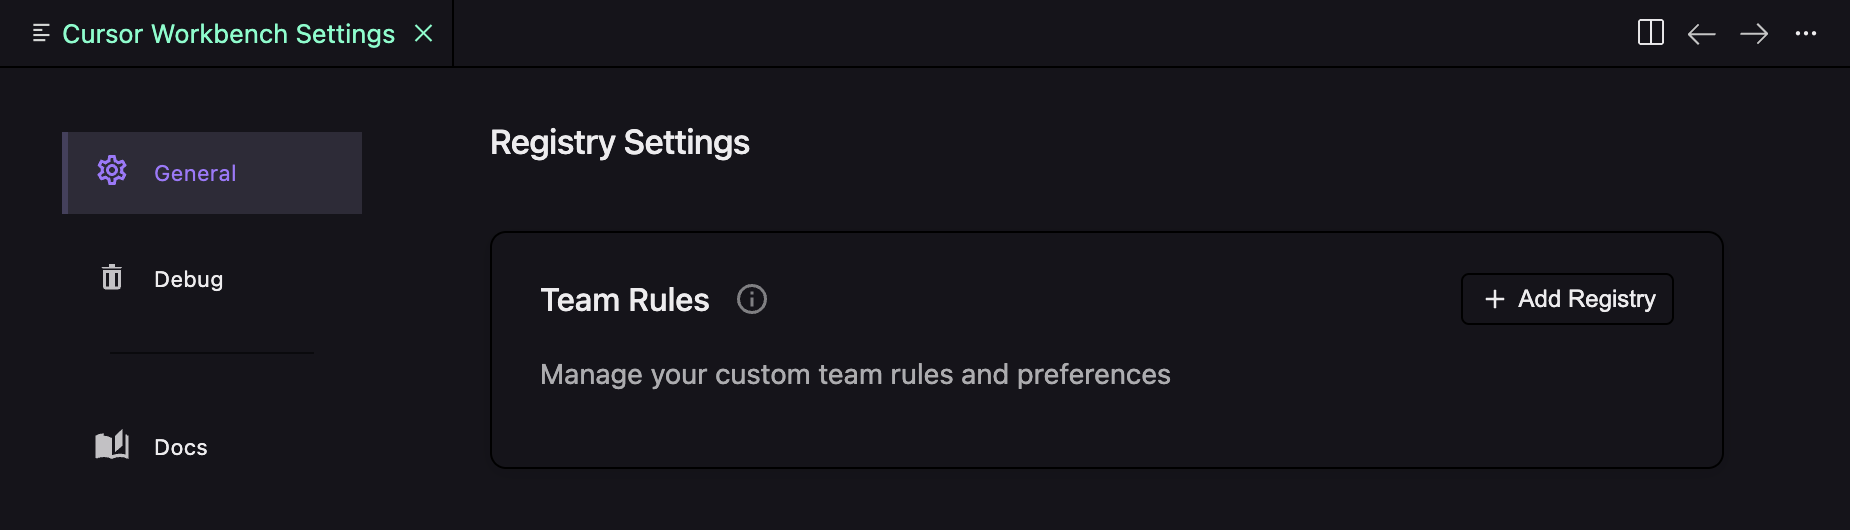 Cursor Workbench Settings
General
Debug
Docs
Registry Settings
Team Rules
Add Registry
Manage your custom team rules and preferences